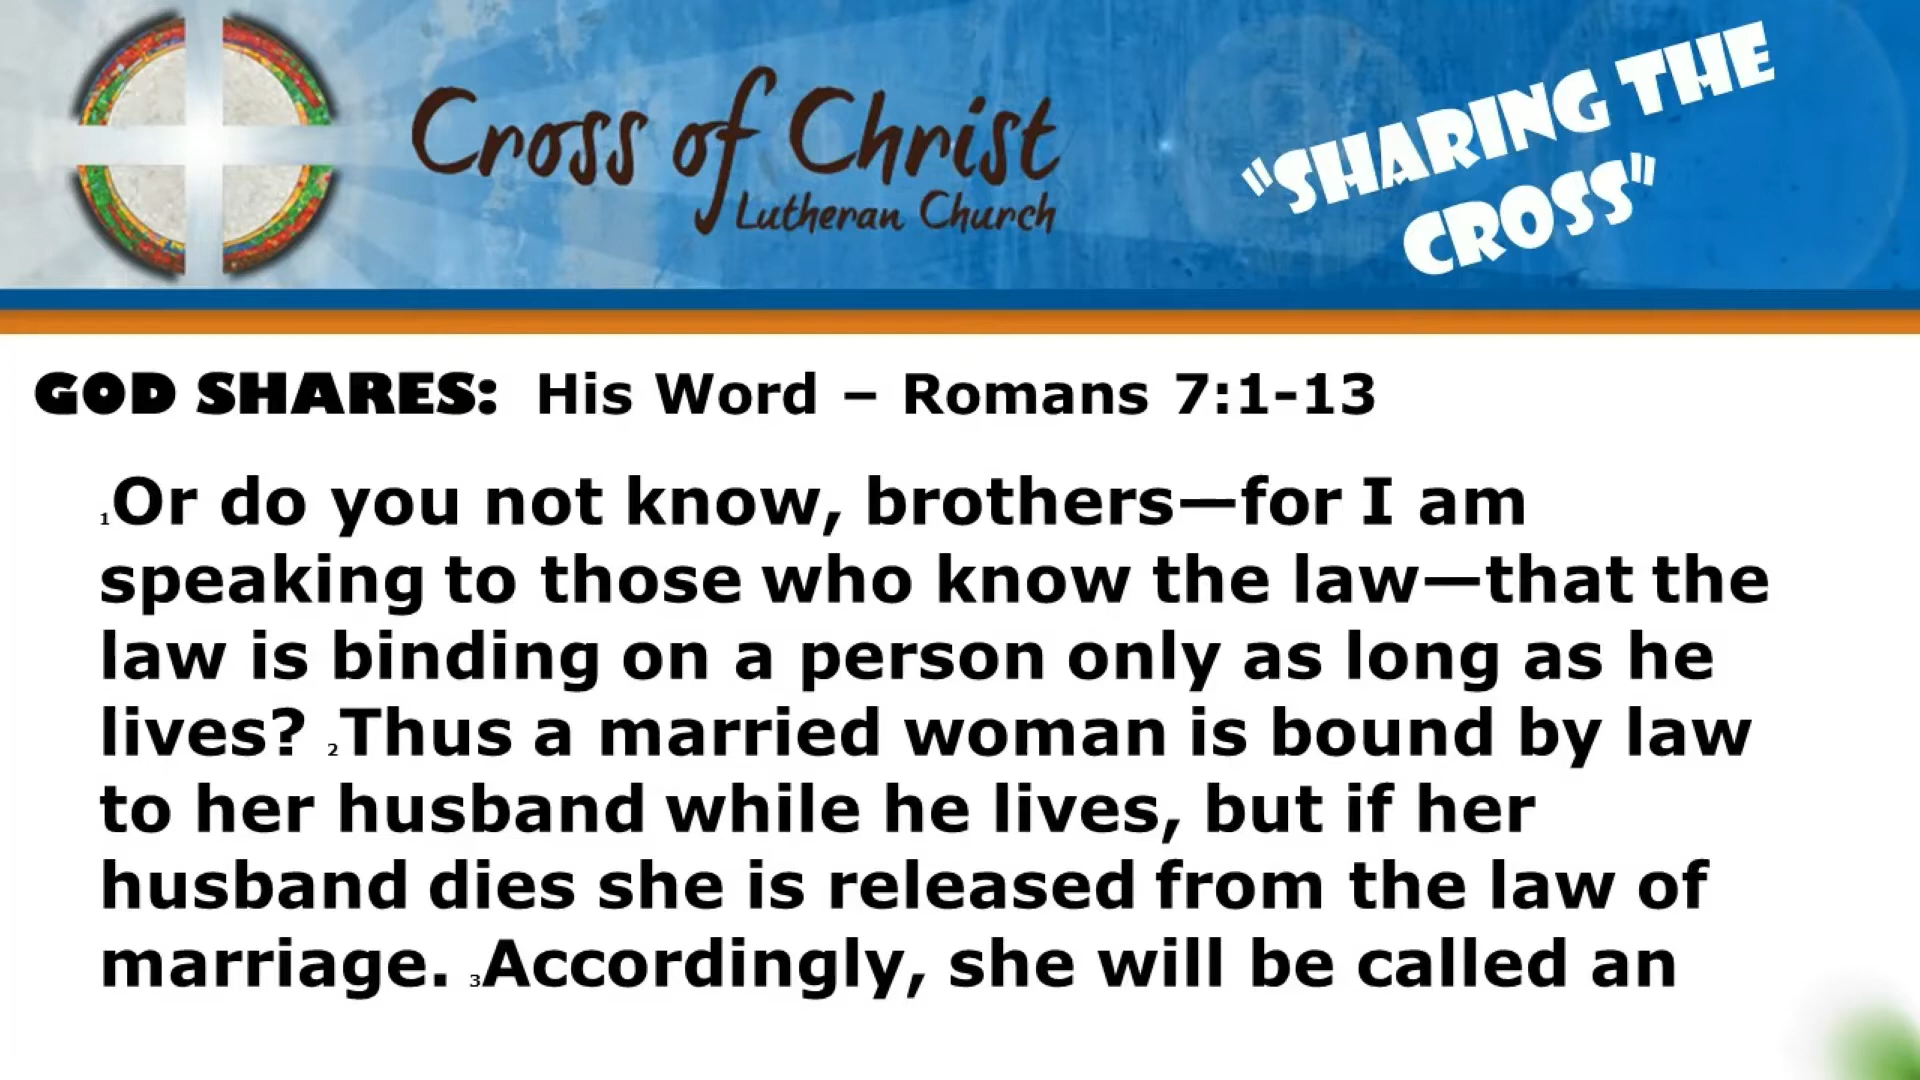 Cross of Christ
Lutheran Church
"SHARING THE
CROSS"
GOD SHARES: His Word – Romans 7:1-13
1Or do you not know, brothers—for I am
speaking to those who know the law—that the
law is binding on a person only as long as he
lives? 2Thus a married woman is bound by law
to her husband while he lives, but if her
husband dies she is released from the law of
marriage. 3Accordingly, she will be called an